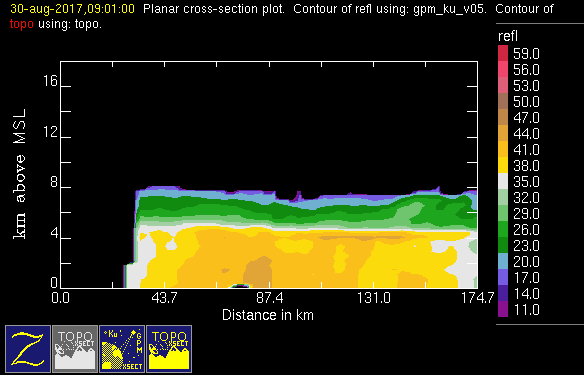 30-aug-2017,09:01:00 Planar cross-section plot. Contour of refl using: gpm_ku_v05. Contour of
topo using: topo.
refl
59.0
56.0
53.0
50.0
47.0
44.0
41.0
38.0
35.0
32.0
29.0
26.0
23.0
20.0
17.0
14.0
11.0
km above MSL
16
12
8
4
0
0.0 43.7 87.4 131.0 174.7
Distance in km
Z
TOPO
XSECT
"Ku"
GPM
XSECT
TOPO
XSECT